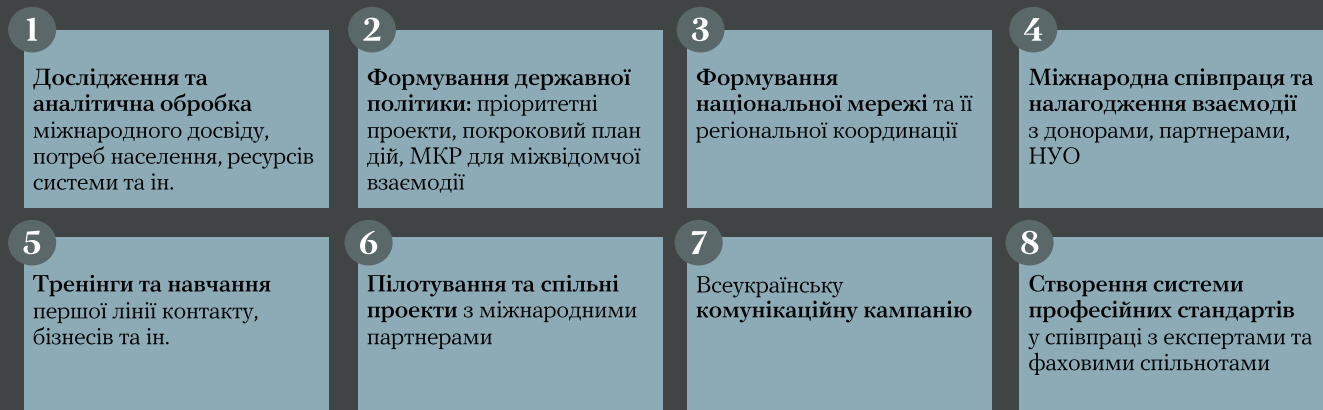 1
Дослідження та
аналітична обробка
міжнародного досвіду,
потреб населення, ресурсів
системи та ін.
2
Формування державної
політики: пріоритетні
проекти, покроковий план
дій, МКР для міжвідомчої
взаємодії
3
Формування
національної мережі та її
регіональної координації
4
Міжнародна співпраця та
налагодження взаємодії
з донорами, партнерами,
НУО
5
Тренінги та навчання
першої лінії контакту,
бізнесів та ін.
6
Пілотування та спільні
проекти з міжнародними
партнерами
7
Всеукраїнську
комунікаційну кампанію
8
Створення системи
професійних стандартів
у співпраці з експертами та
фаховими спільнотами